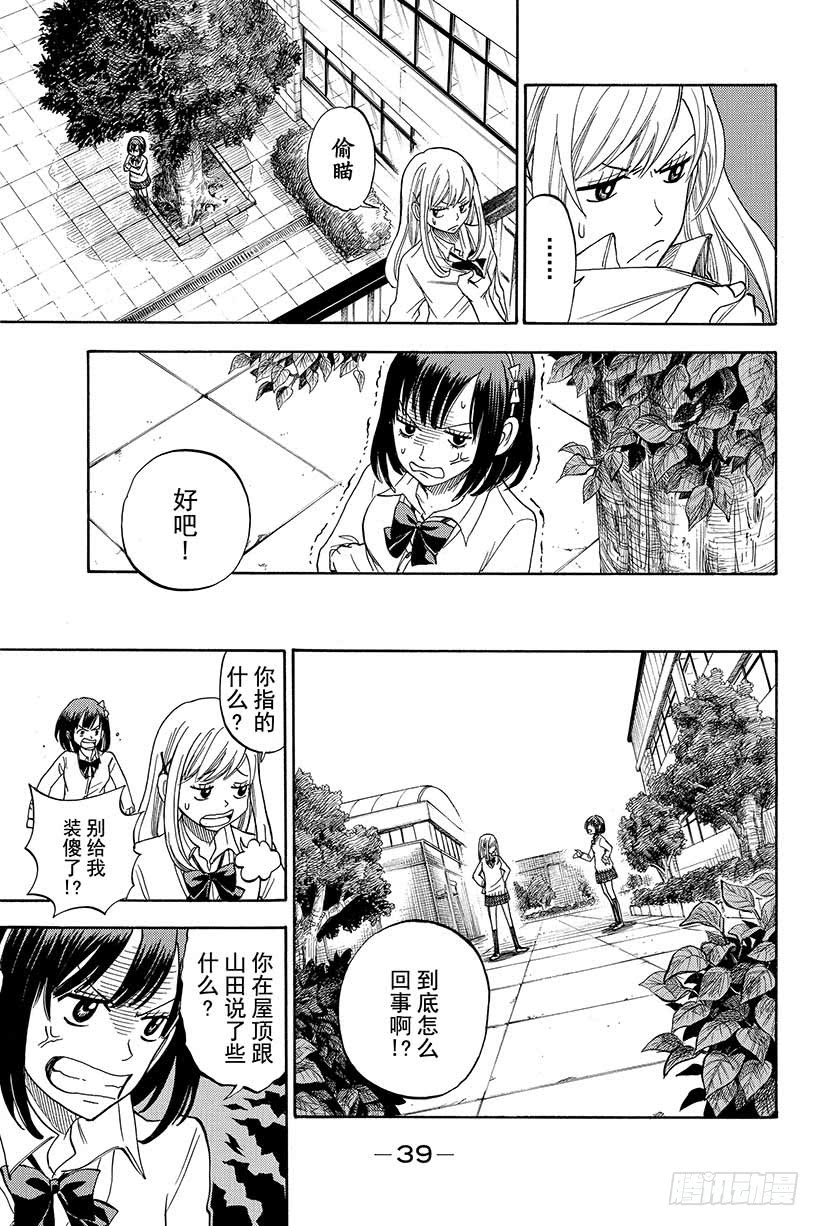 ……
偷瞄
好吧！
到底怎么
回事啊!?
你指的
什么?
别给我
装傻了!?
你在屋顶跟
山田说了些
什么?
—39—
腾讯动漫